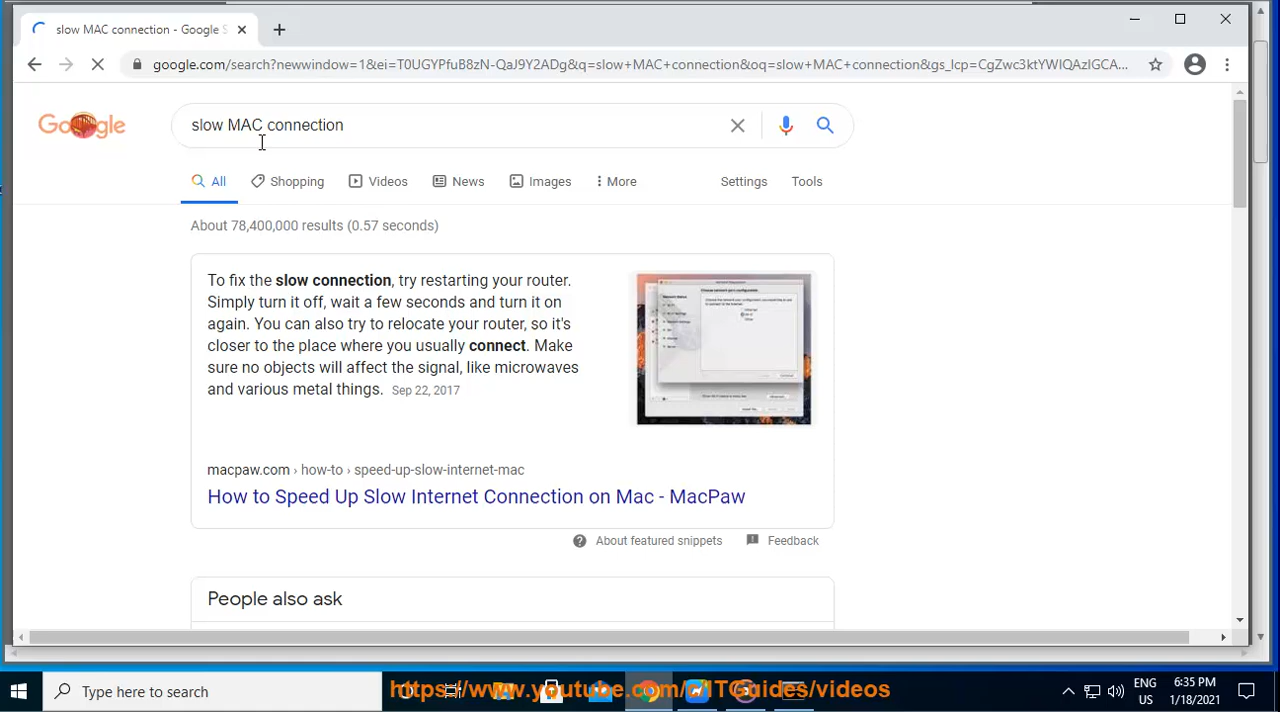 slow MAC connection - Google S
google.com/search?newwindow=1&ei=T0UGYPfuB8zN-QaJ9Y2ADg&q=slow+MAC+connection&oq=slow+MAC+connection&gs_lcp=CgZwc3ktYWIQAzIGCA...
Google
slow MAC connection
All
Shopping
Videos
News
Images
More
Settings
Tools
About 78,400,000 results (0.57 seconds)
To fix the slow connection, try restarting your router.
Simply turn it off, wait a few seconds and turn it on
again. You can also try to relocate your router, so it's
closer to the place where you usually connect. Make
sure no objects will affect the signal, like microwaves
and various metal things. Sep 22, 2017
macpaw.com › how-to › speed-up-slow-internet-mac
How to Speed Up Slow Internet Connection on Mac - MacPaw
About featured snippets
Feedback
People also ask
Type here to search
https://www.youtube.com/c/ITGuides/videos
ENG
US
6:35 PM
1/18/2021